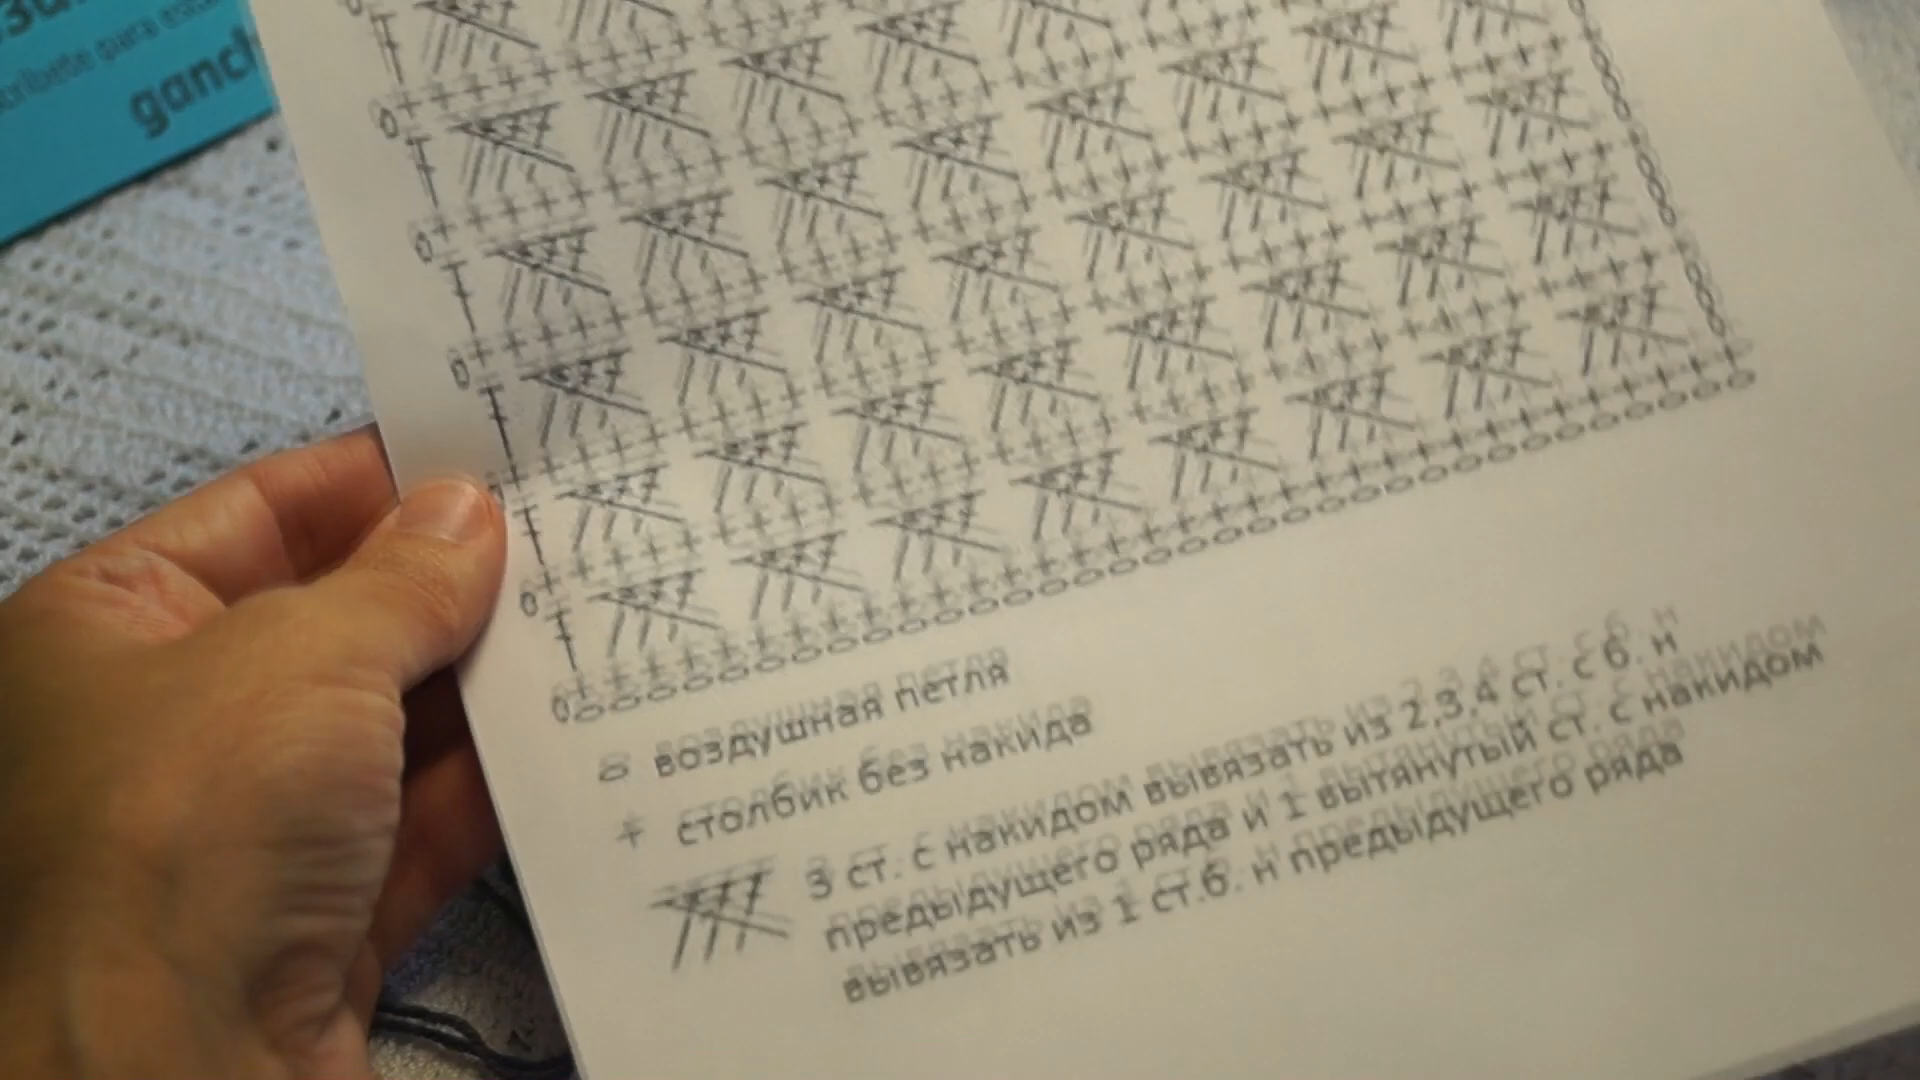 para
ganch
воздушная петля
столбик без накида
3 ст. с накидом вывязать из 2,3,4 ст. с б. н
предыдущего ряда и 1 вытянутый ст. с накидом
вывязать из 1 ст.б. н предыдущего ряда